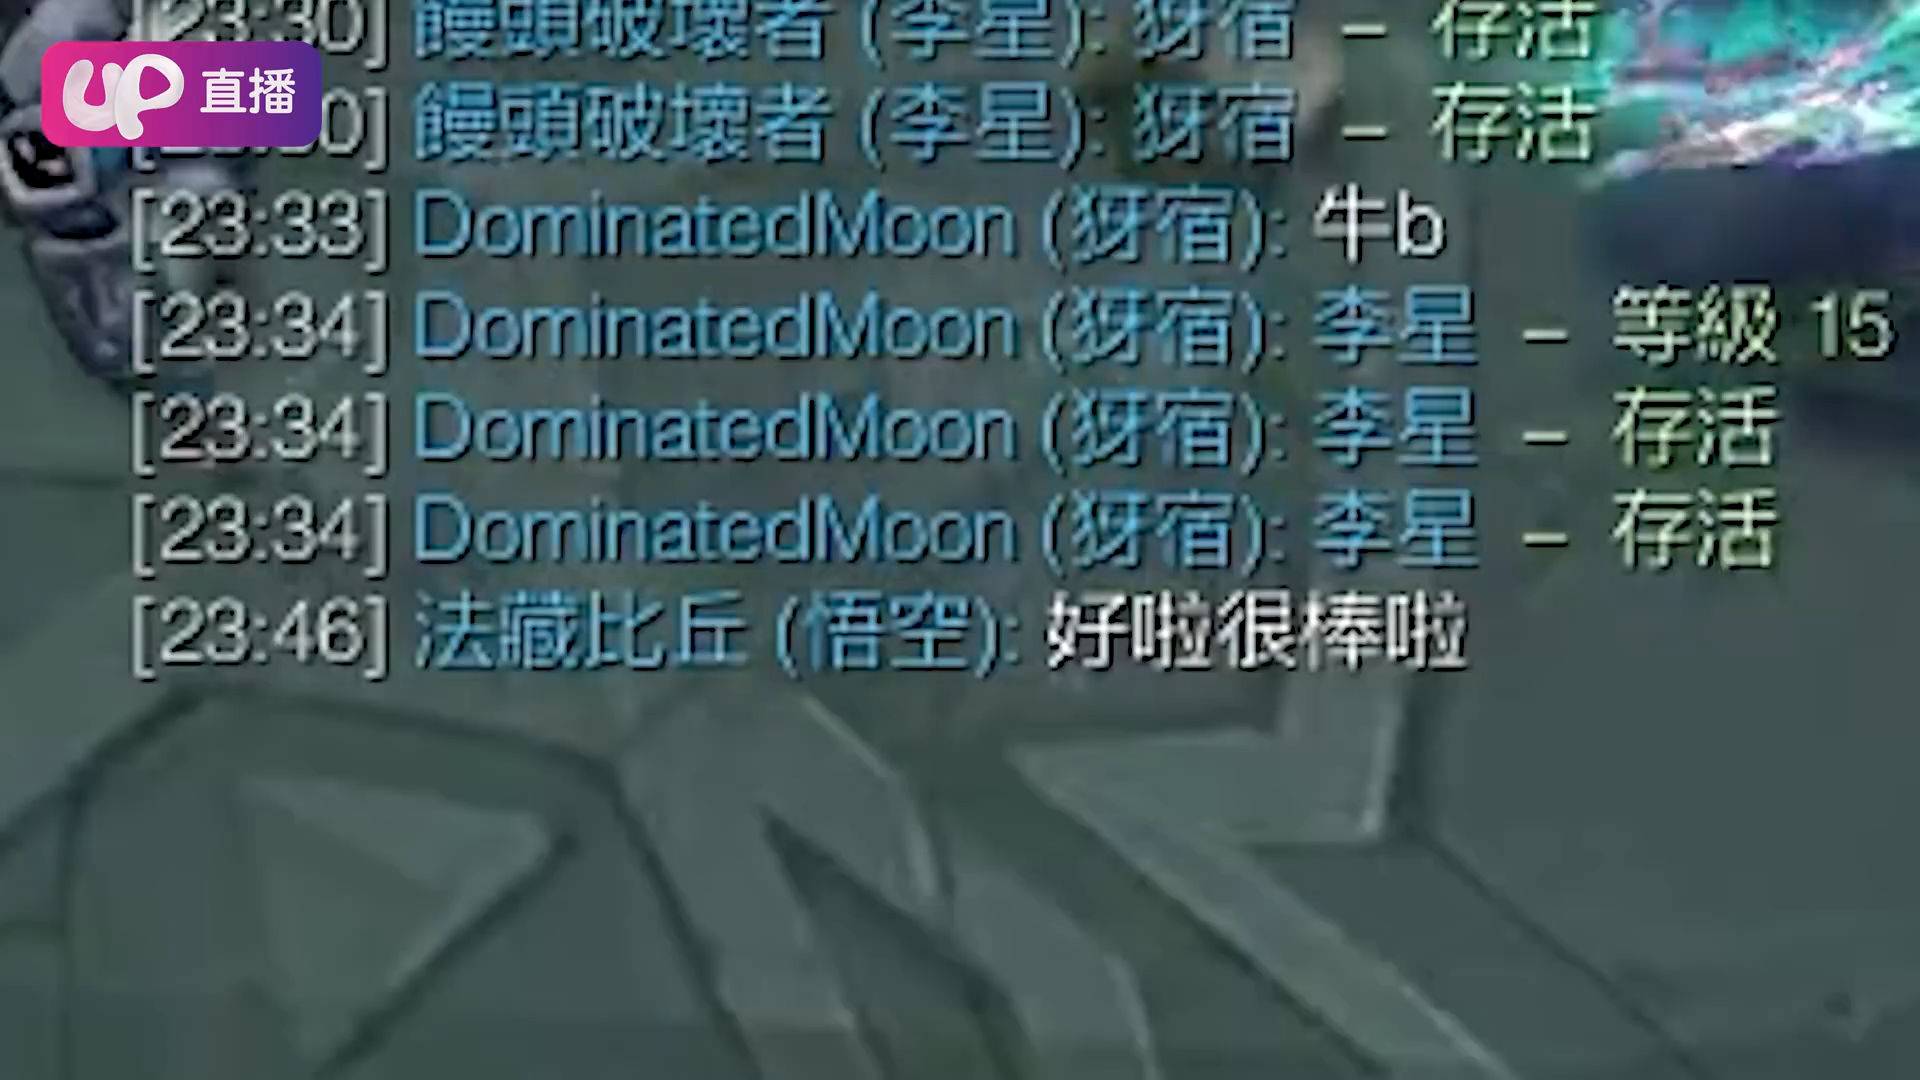 [23:30] 饅頭破壞者 (李星): 犽宿 – 存活
UP 直播
0] 饅頭破壞者 (李星): 犽宿 – 存活
[23:33] DominatedMoon (犽宿): 牛b
[23:34] DominatedMoon (犽宿): 李星 – 等級 15
[23:34] DominatedMoon (犽宿): 李星 – 存活
[23:34] DominatedMoon (犽宿): 李星 – 存活
[23:46] 法藏比丘 (悟空): 好啦很棒啦